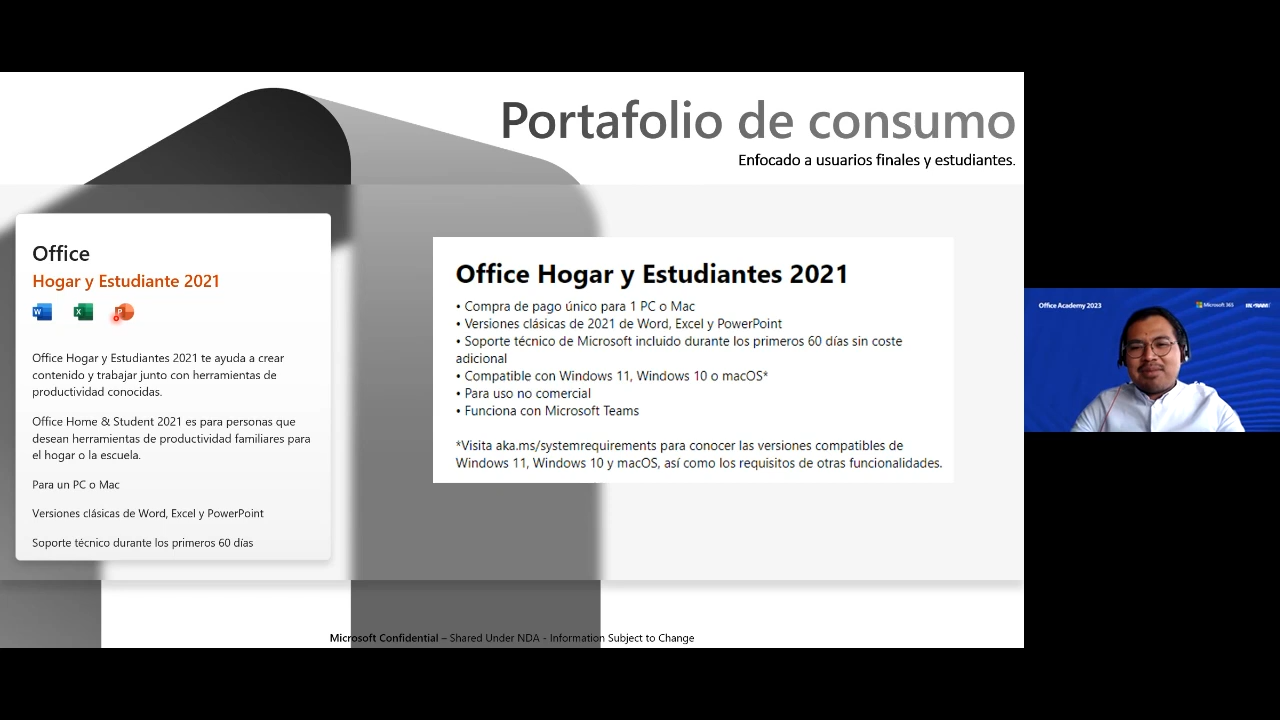 Portafolio de consumo
Enfocado a usuarios finales y estudiantes.
Office
Hogar y Estudiante 2021
Office Hogar y Estudiantes 2021 te ayuda a crear
contenido y trabajar junto con herramientas de
productividad conocidas.
Office Home & Student 2021 es para personas que
desean herramientas de productividad familiares para
el hogar o la escuela.
Para un PC o Mac
Versiones clásicas de Word, Excel y PowerPoint
Soporte técnico durante los primeros 60 días
Office Hogar y Estudiantes 2021
• Compra de pago único para 1 PC o Mac
• Versiones clásicas de 2021 de Word, Excel y PowerPoint
• Soporte técnico de Microsoft incluido durante los primeros 60 días sin coste
adicional
• Compatible con Windows 11, Windows 10 o macOS*
• Para uso no comercial
• Funciona con Microsoft Teams
*Visita aka.ms/systemrequirements para conocer las versiones compatibles de
Windows 11, Windows 10 y macOS, así como los requisitos de otras funcionalidades.
Microsoft Confidential – Shared Under NDA - Information Subject to Change
Office Academy 2023
Microsoft 365